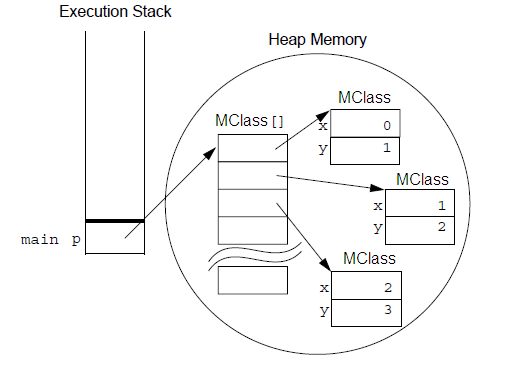 Execution Stack
Heap Memory
MClass
MClass[]
x 0
y 1
MClass
x 1
y 2
main p
MClass
x 2
y 3